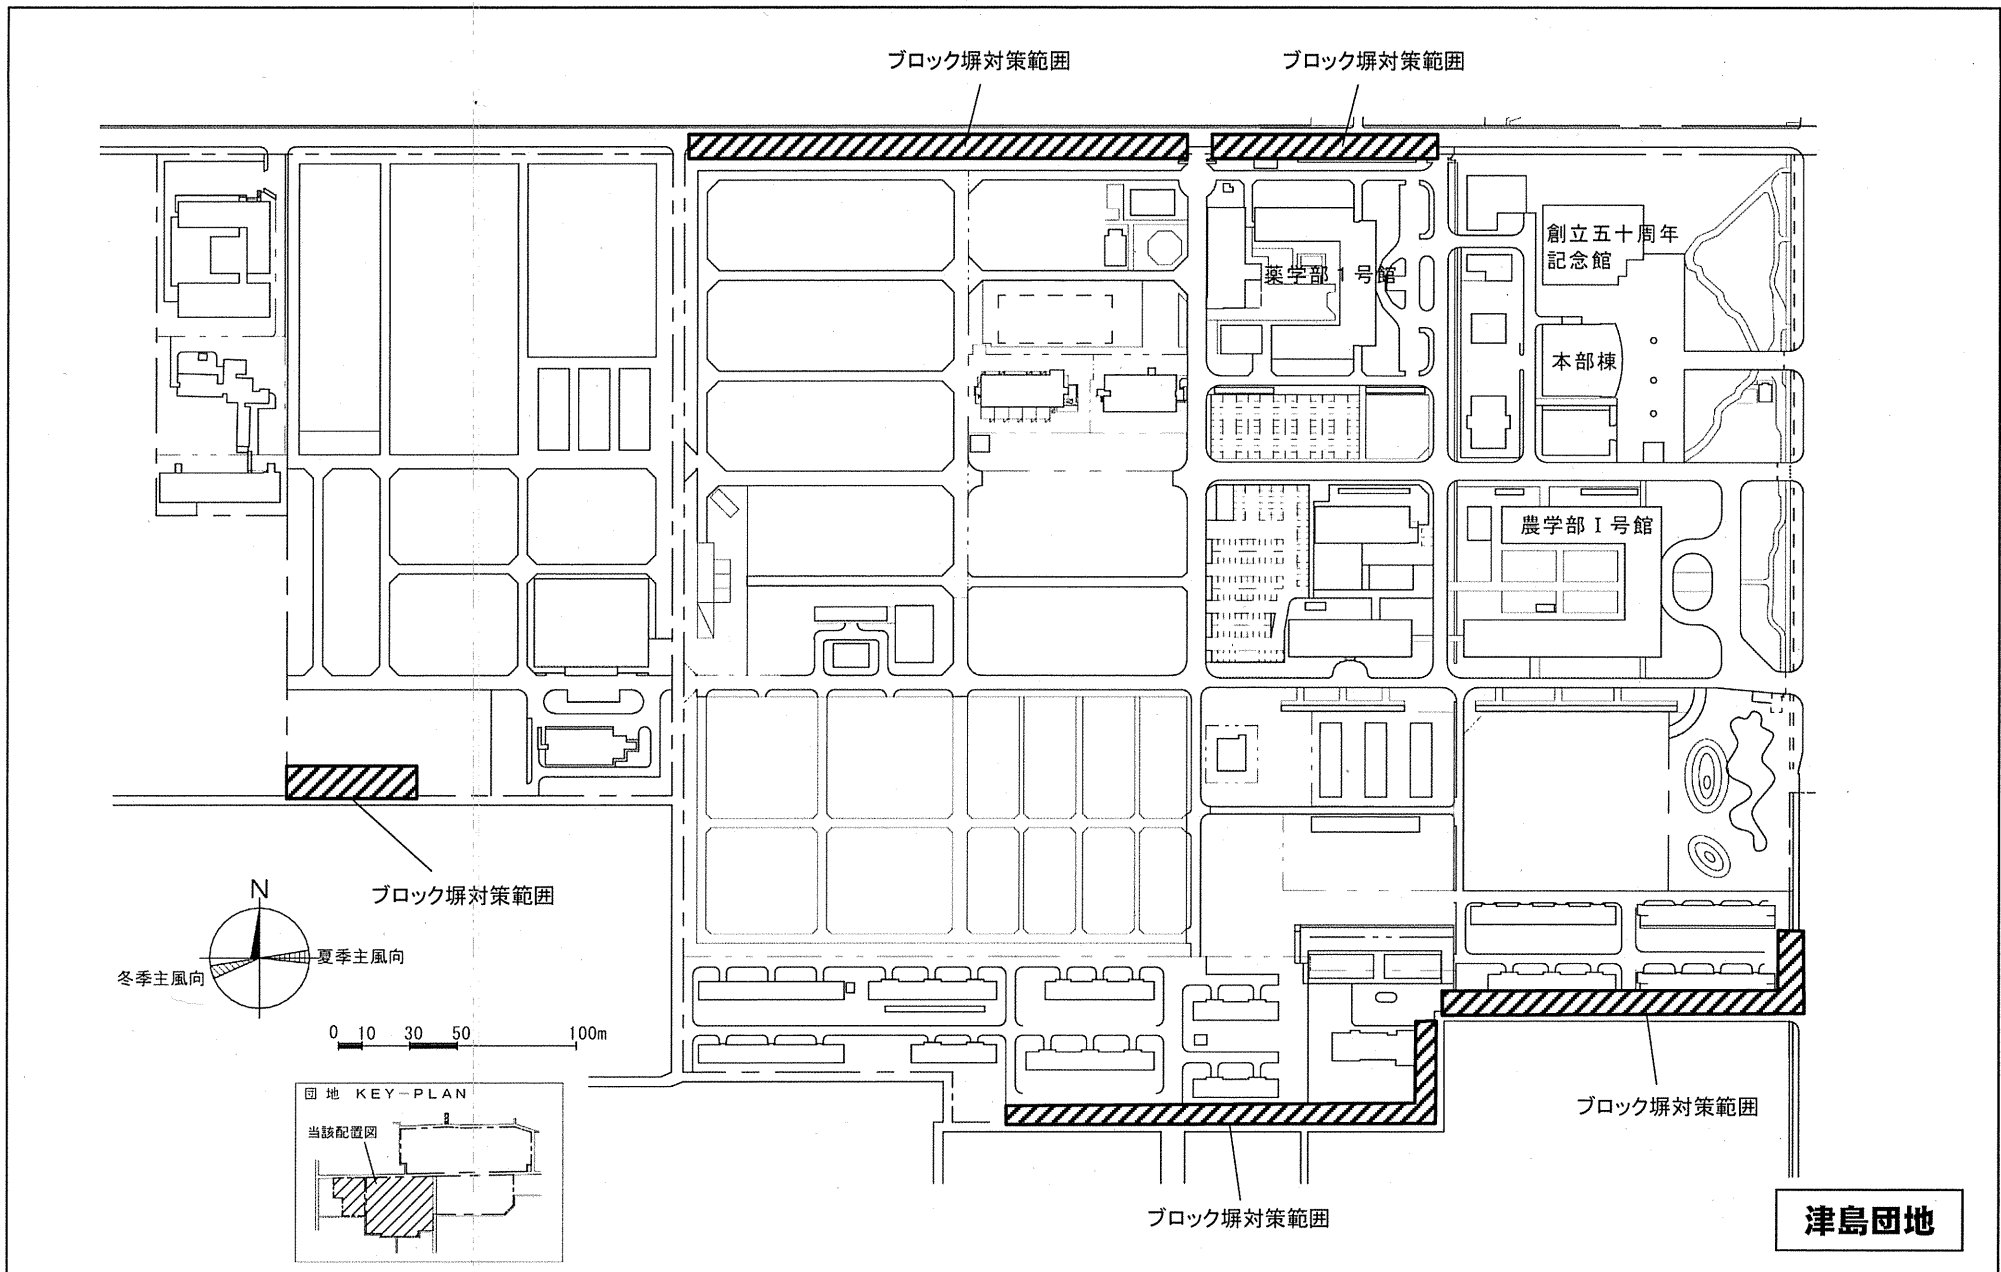 ブロック塀対策範囲
ブロック塀対策範囲
創立五十周年
記念館
薬学部1号館
本部棟
農学部Ⅰ号館
ブロック塀対策範囲
N
夏季主風向
冬季主風向
0 10 30 50 100m
団地 KEY-PLAN
当該配置図
ブロック塀対策範囲
ブロック塀対策範囲
津島団地